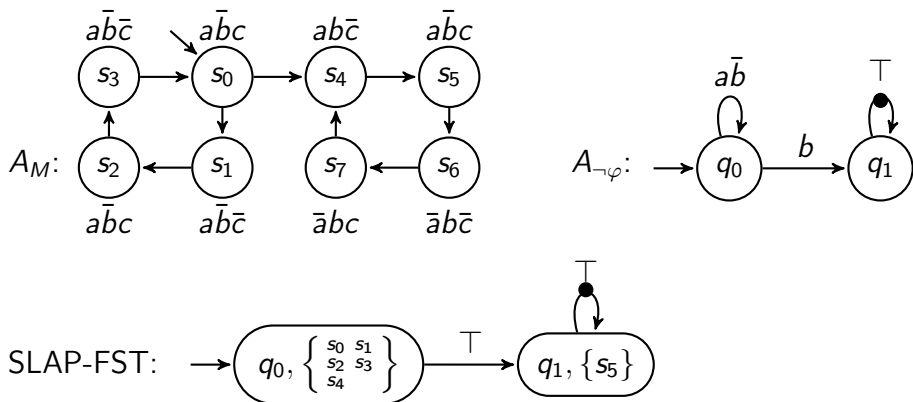 ab̄c̄ ab̄c abc̄ ab̄c
s₃ s₀ s₄ s₅
ab̄ ⊤
A_M: s₂ s₁ s₇ s₆ A_¬φ: q₀ b q₁
ab̄c ab̄c̄ ābc āb̄c̄
⊤
SLAP-FST: q₀, { s₀ s₁ ⊤ q₁, {s₅}
s₂ s₃
s₄ }